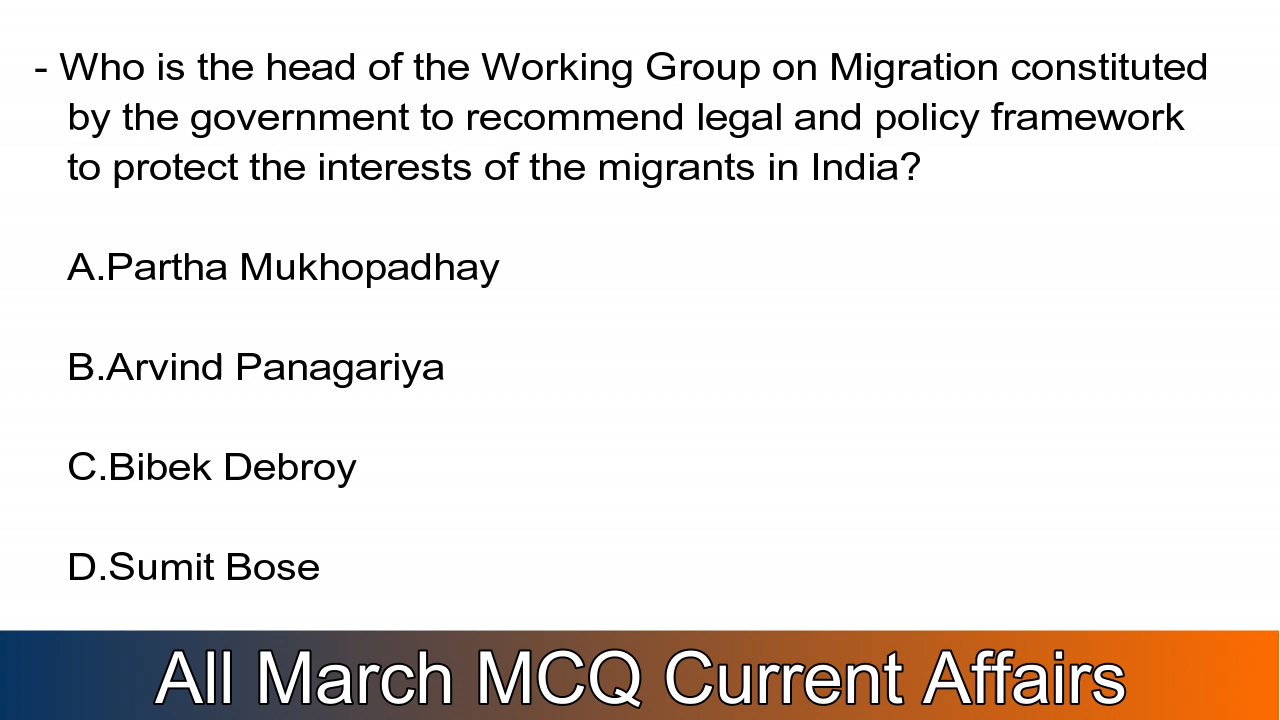 - Who is the head of the Working Group on Migration constituted
by the government to recommend legal and policy framework
to protect the interests of the migrants in India?
A.Partha Mukhopadhay
B.Arvind Panagariya
C.Bibek Debroy
D.Sumit Bose
All March MCQ Current Affairs